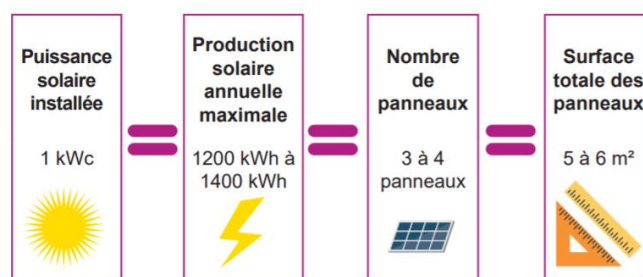 Puissance
solaire
installée
1 kWc
Production
solaire
annuelle
maximale
1200 kWh à
1400 kWh
Nombre
de
panneaux
3 à 4
panneaux
Surface
totale des
panneaux
5 à 6 m²